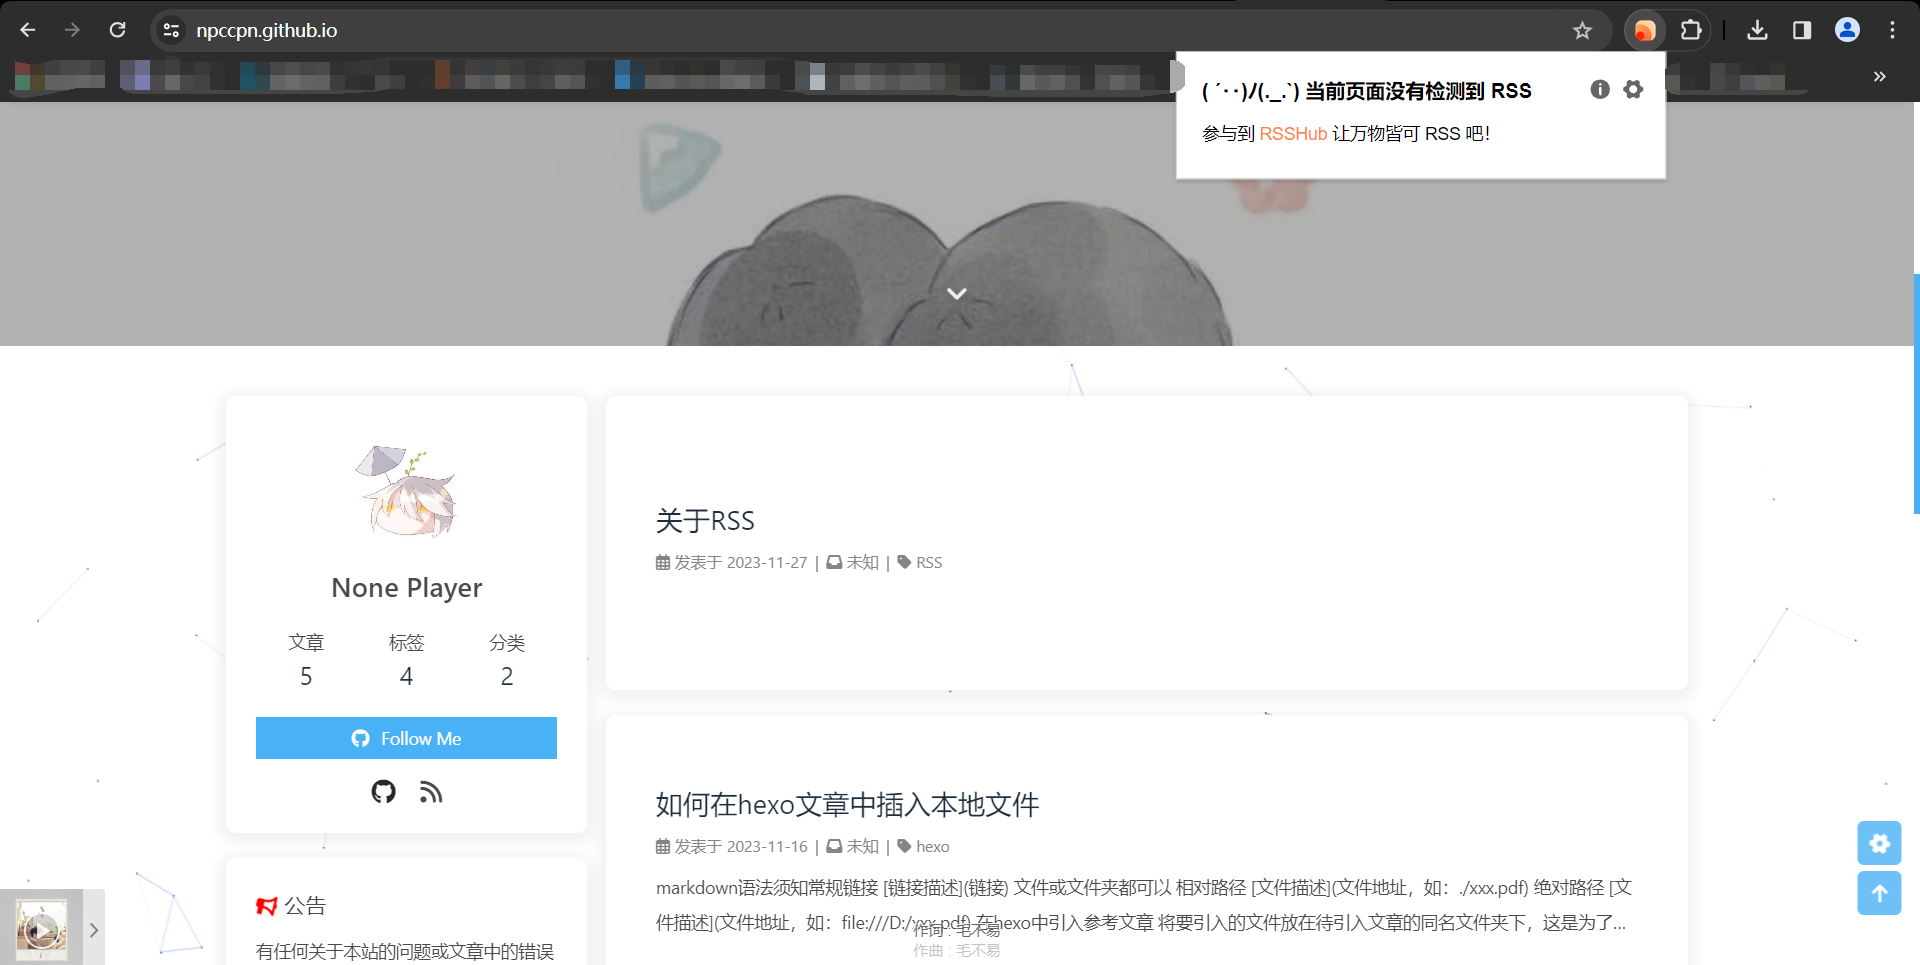 npccpn.github.io
( ´･･)ﾉ(._.`) 当前页面没有检测到 RSS
参与到 RSSHub 让万物皆可 RSS 吧！
None Player
文章
标签
分类
5
4
2
Follow Me
公告
有任何关于本站的问题或文章中的错误
关于RSS
发表于 2023-11-27 | 未知 | RSS
如何在hexo文章中插入本地文件
发表于 2023-11-16 | 未知 | hexo
markdown语法须知常规链接 [链接描述](链接) 文件或文件夹都可以 相对路径 [文件描述](文件地址，如：./xxx.pdf) 绝对路径 [文
件描述](文件地址，如：file:///D:/xxx.pdf) 在hexo中引入参考文章 将要引入的文件放在待引入文章的同名文件夹下，这是为了...
作词 : 毛不易
作曲 : 毛不易